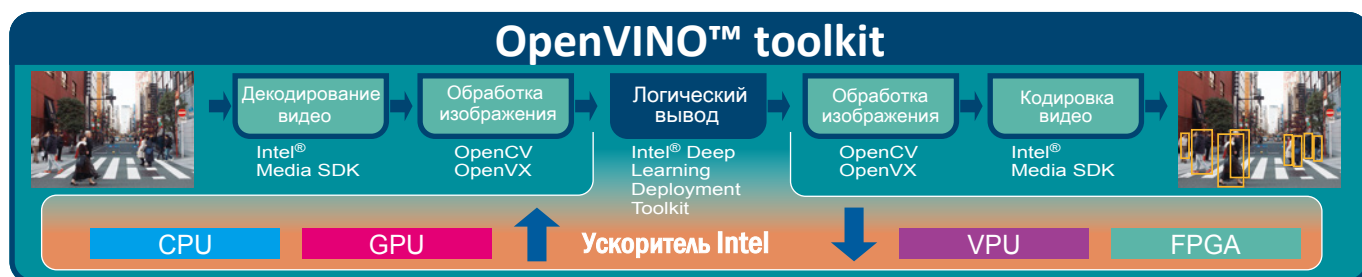 OpenVINO™ toolkit
Декодирование
видео
Обработка
изображения
Логический
вывод
Обработка
изображения
Кодировка
видео
Intel®
Media SDK
OpenCV
OpenVX
Intel® Deep
Learning
Deployment
Toolkit
OpenCV
OpenVX
Intel®
Media SDK
CPU
GPU
Ускоритель Intel
VPU
FPGA